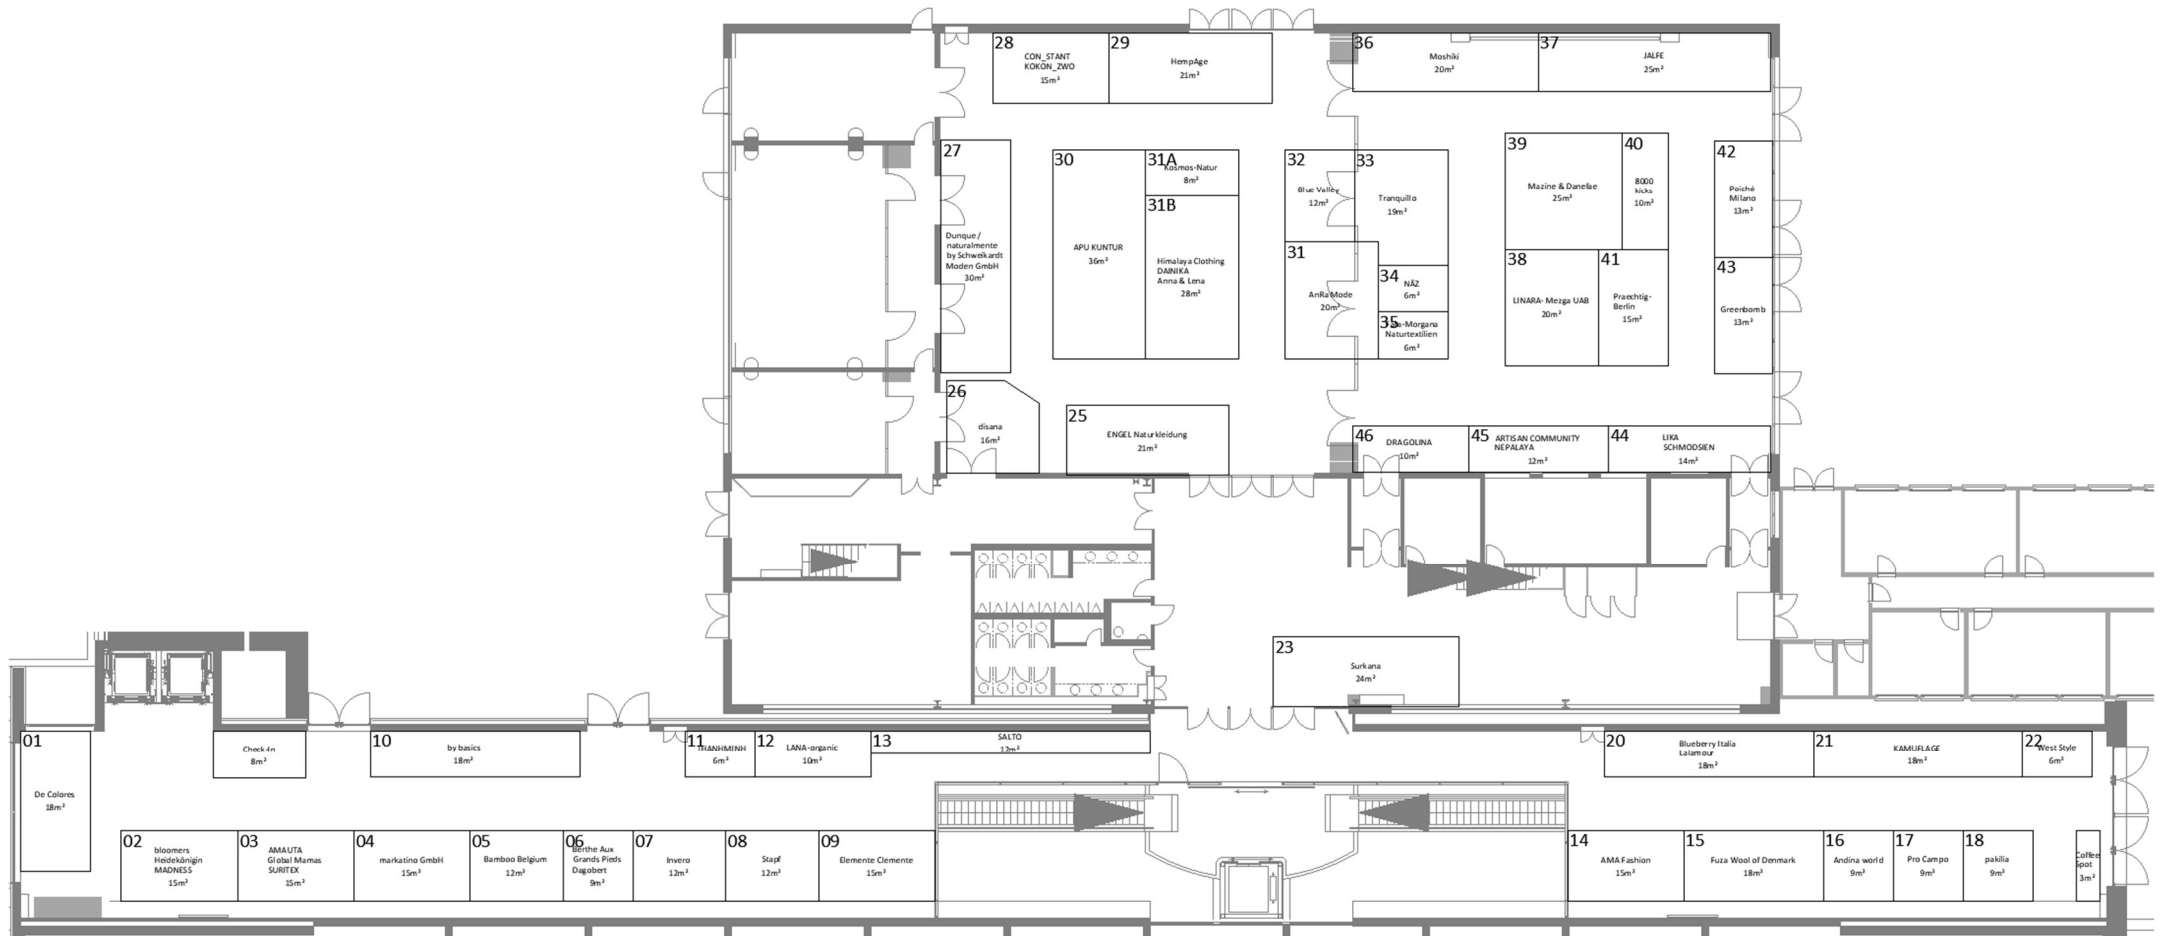 28
CON_STANT
KOKON_ZWO
15m²
29
HempAge
21m²
36
Moshiki
20m²
37
JALFE
25m²
27
Dunque /
naturalmente
by Schweikardt
Moden GmbH
30m²
30
APU KUNTUR
36m²
31A
Kosmos-Natur
8m²
31B
Himalaya Clothing
DAINIKA
Anna & Lena
28m²
32
Blue Valley
12m²
33
Tranquillo
19m²
31
AnRa Mode
20m²
34
NÄZ
6m²
35
-Morgana
Naturtextilien
6m²
39
Mazine & Danefae
25m²
40
8000
kicks
10m²
38
LINARA- Mezga UAB
20m²
41
Praechtig-
Berlin
15m²
42
Poiché
Milano
13m²
43
Greenbomb
13m²
26
disana
16m²
25
ENGEL Naturkleidung
21m²
46
DRAGOLINA
10m²
45
ARTISAN COMMUNITY
NEPALAYA
12m²
44
LIKA
SCHMODSIEN
14m²
23
Surkana
24m²
01
De Colores
18m²
Check-In
8m²
10
by basics
18m²
11
THANHMINH
6m²
12
LANA-organic
10m²
13
SALTO
12m²
20
Blueberry Italia
Lalamour
18m²
21
KAMUFLAGE
18m²
22
West Style
6m²
02
bloomers
Heidekönigin
MADNESS
15m²
03
AMAUTA
Global Mamas
SURITEX
15m²
04
markatino GmbH
15m²
05
Bamboo Belgium
12m²
06
Berthe Aux
Grands Pieds
Dagobert
9m²
07
Invero
12m²
08
Stapf
12m²
09
Elemente Clemente
15m²
14
AMA Fashion
15m²
15
Fuza Wool of Denmark
18m²
16
Andina world
9m²
17
Pro Campo
9m²
18
pakilia
9m²
Coffee
Spot
3m²